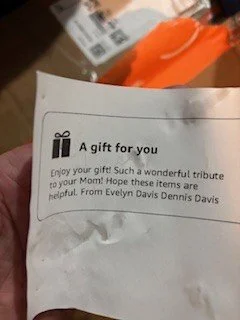 A gift for you
Enjoy your gift! Such a wonderful tribute
to your Mom! Hope these items are
helpful. From Evelyn Davis Dennis Davis